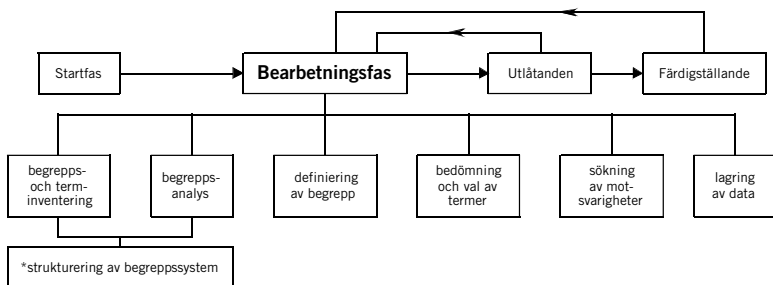 Startfas
Bearbetningsfas
Utlåtanden
Färdigställande
begrepps-
och term-
inventering
begrepps-
analys
definiering
av begrepp
bedömning
och val av
termer
sökning
av mot-
svarigheter
lagring
av data
*strukturering av begreppssystem